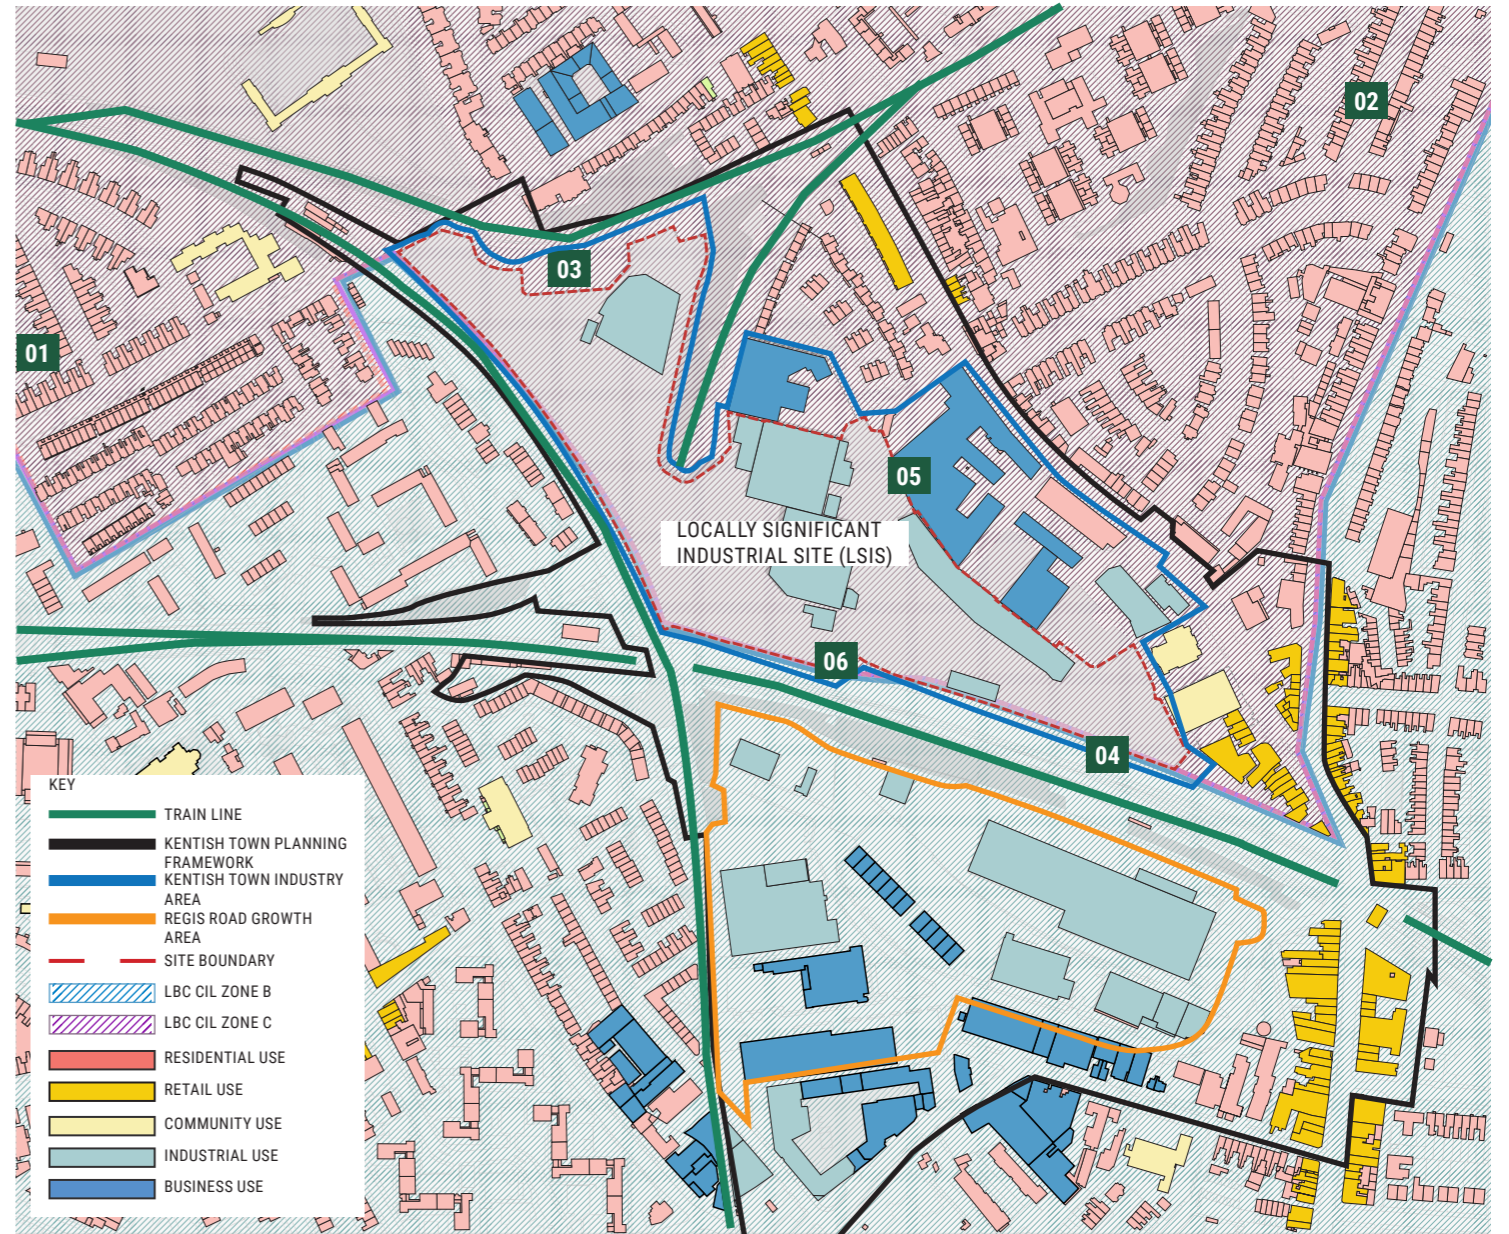 02
03
01
05
LOCALLY SIGNIFICANT
INDUSTRIAL SITE (LSIS)
06
04
KEY
TRAIN LINE
KENTISH TOWN PLANNING
FRAMEWORK
KENTISH TOWN INDUSTRY
AREA
REGIS ROAD GROWTH
AREA
SITE BOUNDARY
LBC CIL ZONE B
LBC CIL ZONE C
RESIDENTIAL USE
RETAIL USE
COMMUNITY USE
INDUSTRIAL USE
BUSINESS USE